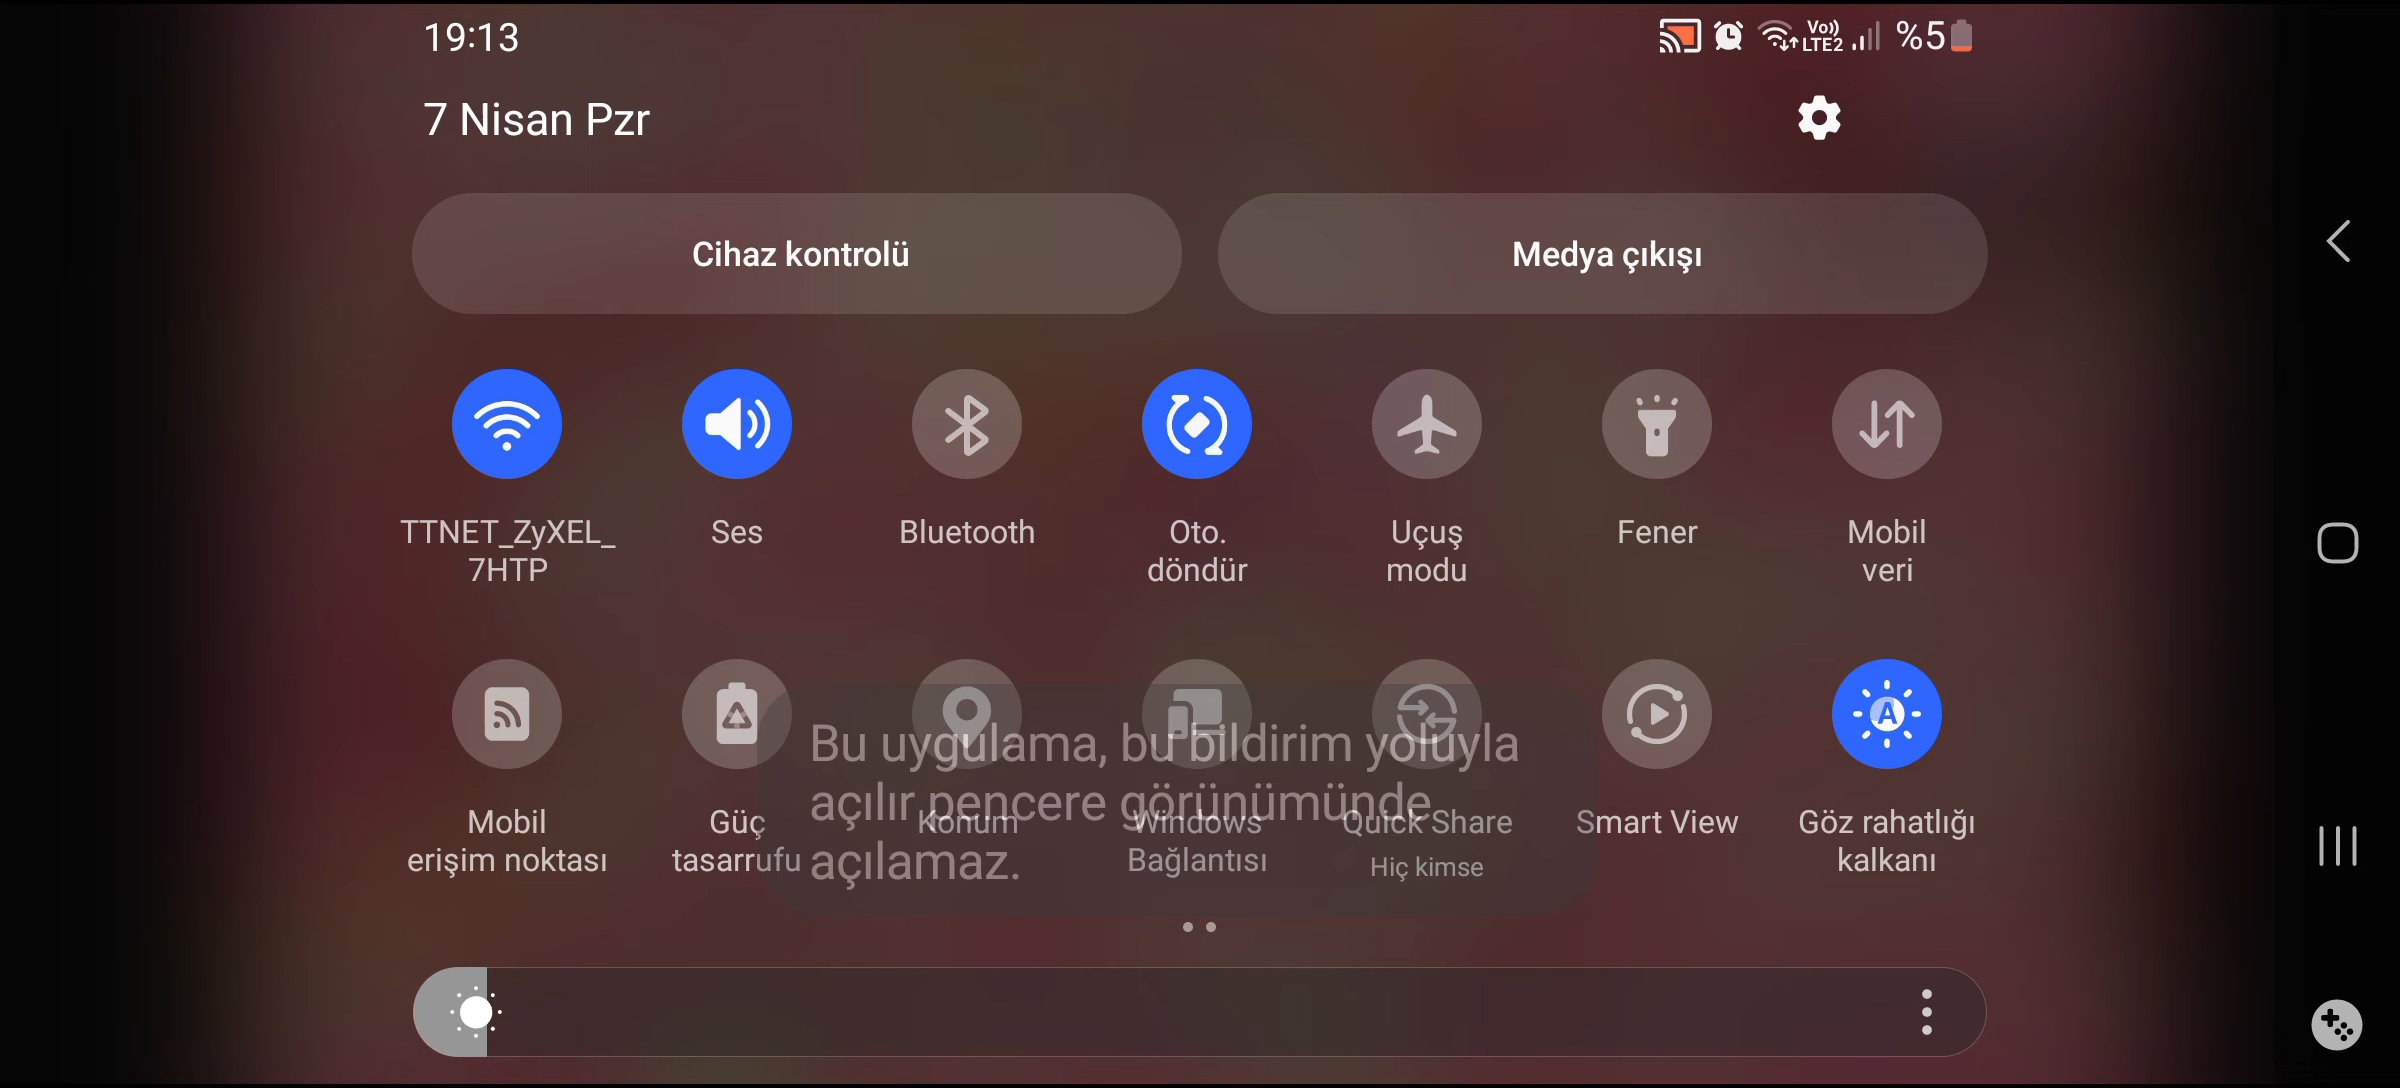 19:13
Vo))
LTE2
%5
7 Nisan Pzr
Cihaz kontrolü
Medya çıkışı
TTNET_ZyXEL_
7HTP
Ses
Bluetooth
Oto.
döndür
Uçuş
modu
Fener
Mobil
veri
A
Mobil
erişim noktası
Güç
tasarrufu
Konum
Windows
Bağlantısı
Quick Share
Hiç kimse
Smart View
Göz rahatlığı
kalkanı
Bu uygulama, bu bildirim yoluyla
açılır pencere görünümünde
açılamaz.